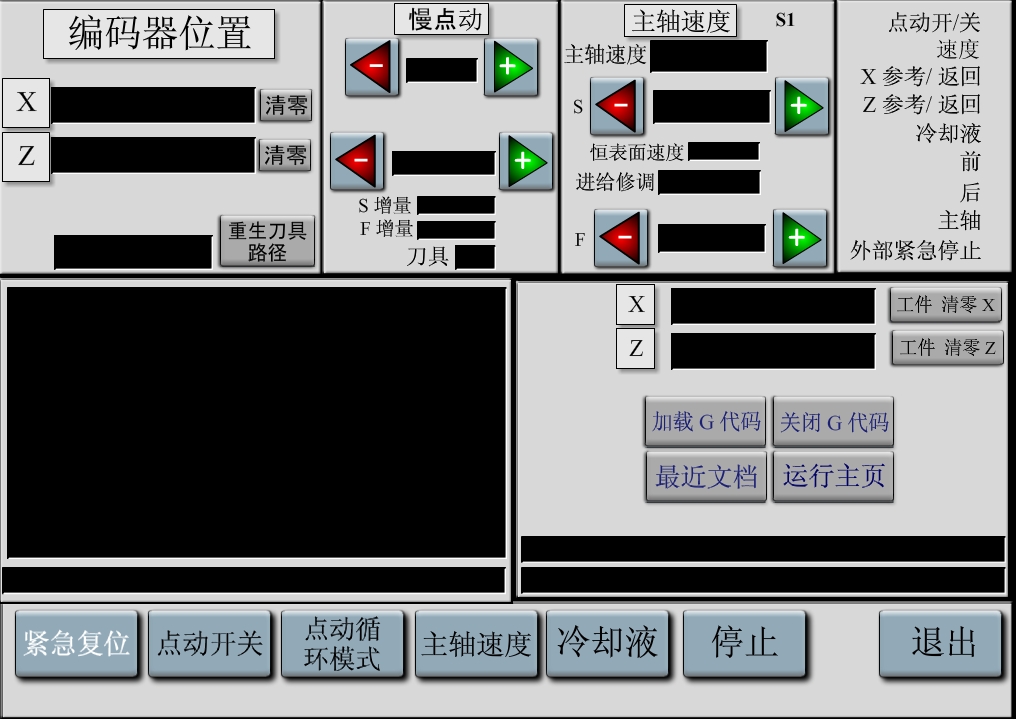 编码器位置
X
清零
Z
清零
重生刀具
路径
慢点动
S 增量
F 增量
刀具
主轴速度
S1
主轴速度
S
恒表面速度
进给修调
F
点动开/关
速度
X 参考/ 返回
Z 参考/ 返回
冷却液
前
后
主轴
外部紧急停止
X
工件 清零 X
Z
工件 清零 Z
加载 G 代码
关闭 G 代码
最近文档
运行主页
紧急复位
点动开关
点动循
环模式
主轴速度
冷却液
停止
退出